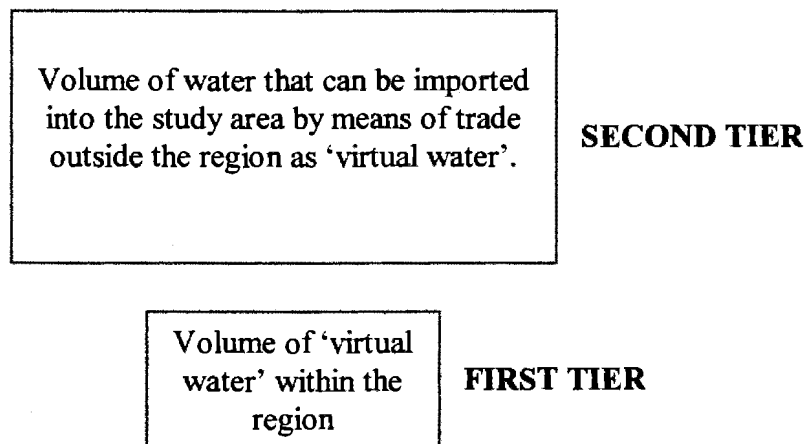 Volume of water that can be imported
into the study area by means of trade
outside the region as ‘virtual water’.
SECOND TIER
Volume of ‘virtual
water’ within the
region
FIRST TIER